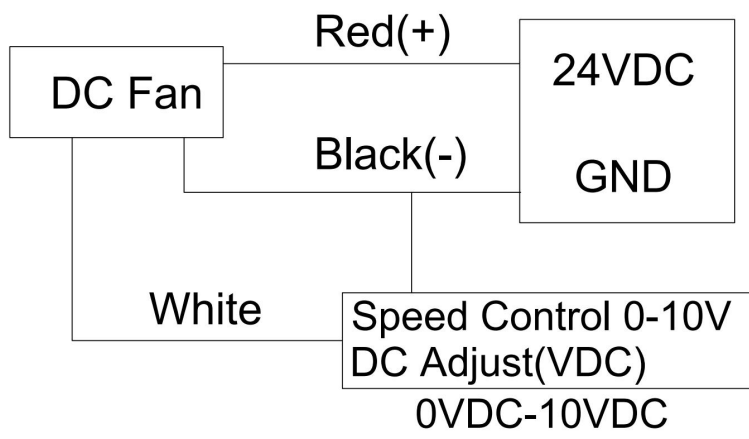 Red(+)
24VDC
DC Fan
Black(-)
GND
White
Speed Control 0-10V
DC Adjust(VDC)
0VDC-10VDC